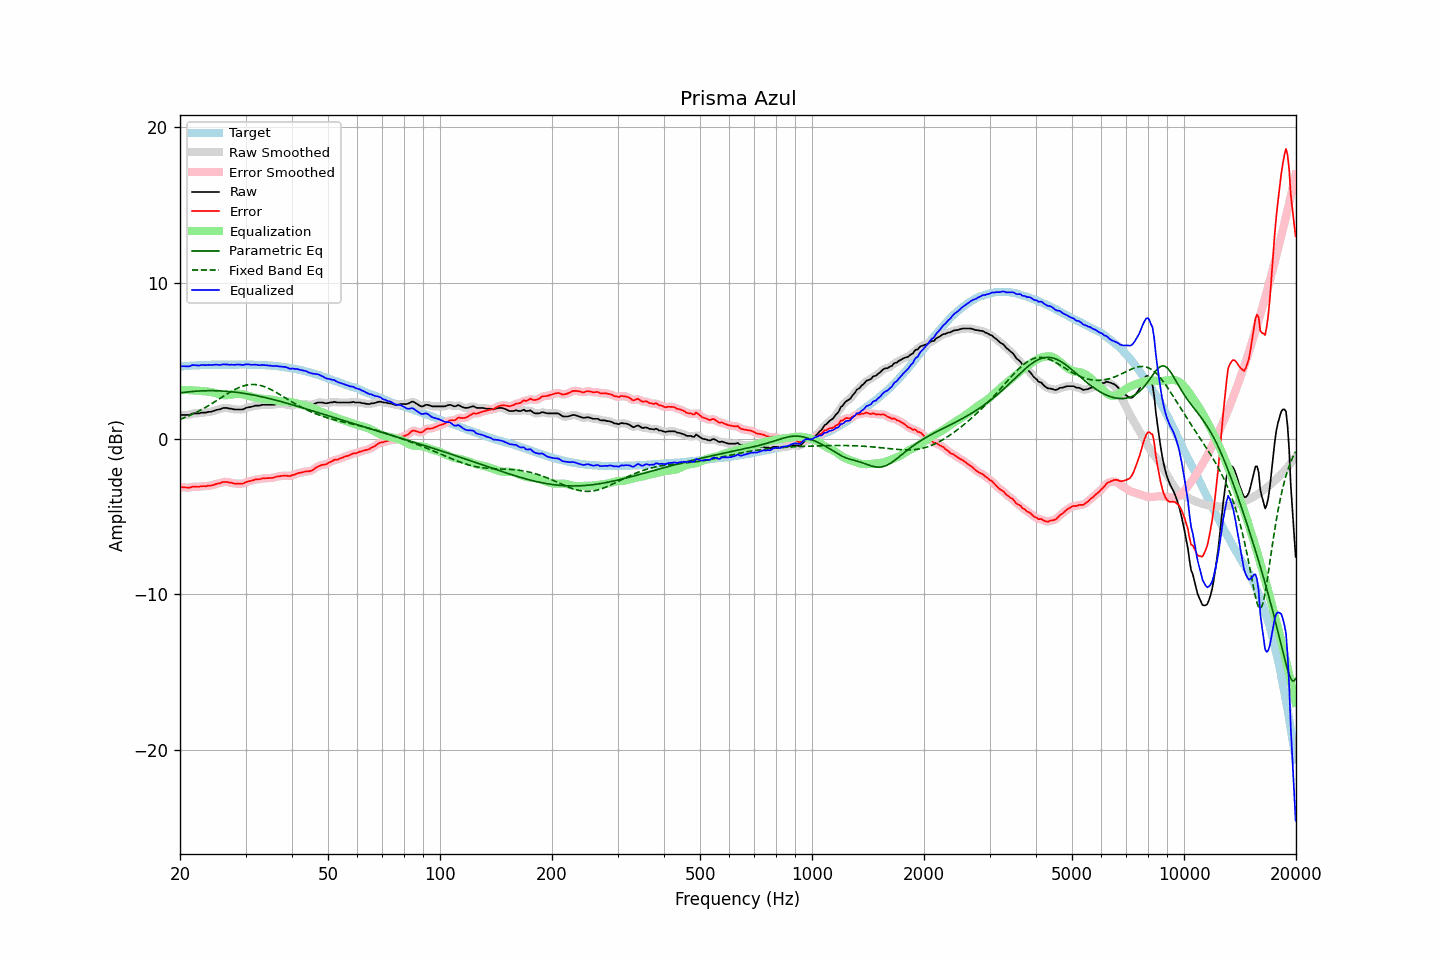 Prisma Azul
Target
Raw Smoothed
Error Smoothed
Raw
Error
Equalization
Parametric Eq
Fixed Band Eq
Equalized
20
10
0
−10
−20
Amplitude (dBr)
20
50
100
200
500
1000
2000
5000
10000
20000
Frequency (Hz)